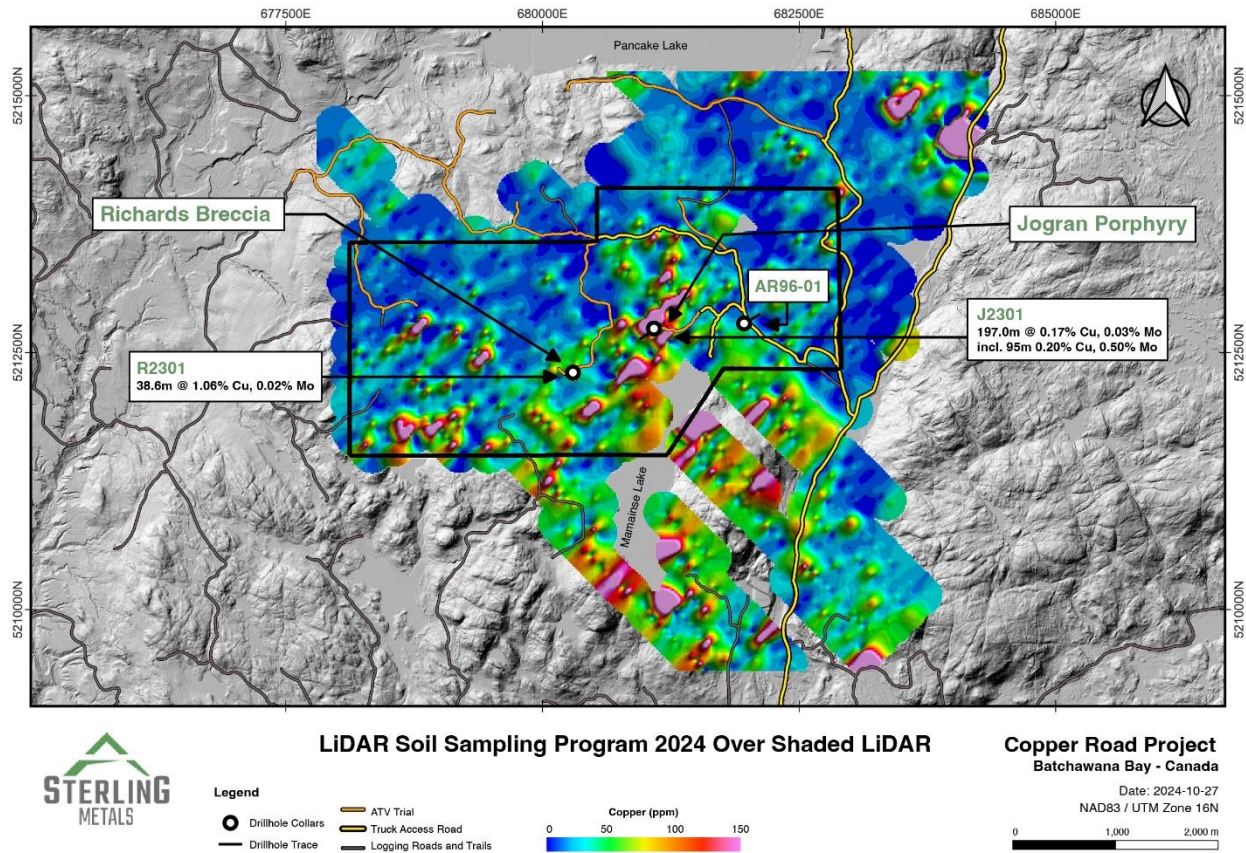 677500E
680000E
682500E
685000E
Pancake Lake
5215000N
5215000N
Richards Breccia
Jogran Porphyry
AR96-01
J2301
197.0m @ 0.17% Cu, 0.03% Mo
incl. 95m 0.20% Cu, 0.50% Mo
5212500N
5212500N
R2301
38.6m @ 1.06% Cu, 0.02% Mo
Mamainse Lake
5210000N
5210000N
STERLING
METALS
LiDAR Soil Sampling Program 2024 Over Shaded LiDAR
Legend
Drillhole Collars
Drillhole Trace
ATV Trial
Truck Access Road
Logging Roads and Trails
Copper (ppm)
0 50 100 150
Copper Road Project
Batchawana Bay - Canada
Date: 2024-10-27
NAD83 / UTM Zone 16N
0 1,000 2,000 m